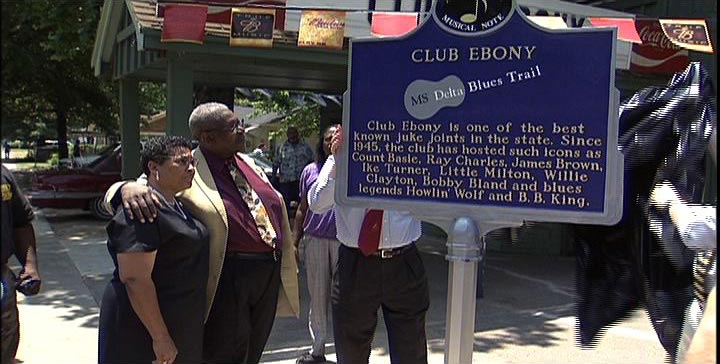 MUSICAL NOTE
CLUB EBONY
MS Delta Blues Trail
Club Ebony is one of the best
known juke joints in the state. Since
1945, the club has hosted such icons as
Count Basie, Ray Charles, James Brown,
Ike Turner, Little Milton, Willie
Clayton, Bobby Bland and blues
legends Howlin' Wolf and B.B. King.
Coca-Cola